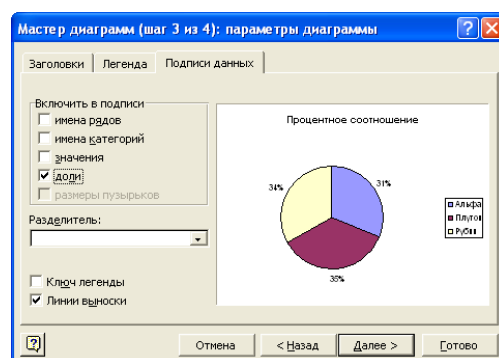 Мастер диаграмм (шаг 3 из 4): параметры диаграммы
Заголовки Легенда Подписи данных
Включить в подписи
имена рядов
имена категорий
значения
доли
размеры пузырьков
Разделитель:
Ключ легенды
Линии выноски
Процентное соотношение
34%
31%
35%
Альфа
Плутон
Рубин
Отмена < Назад Далее > Готово